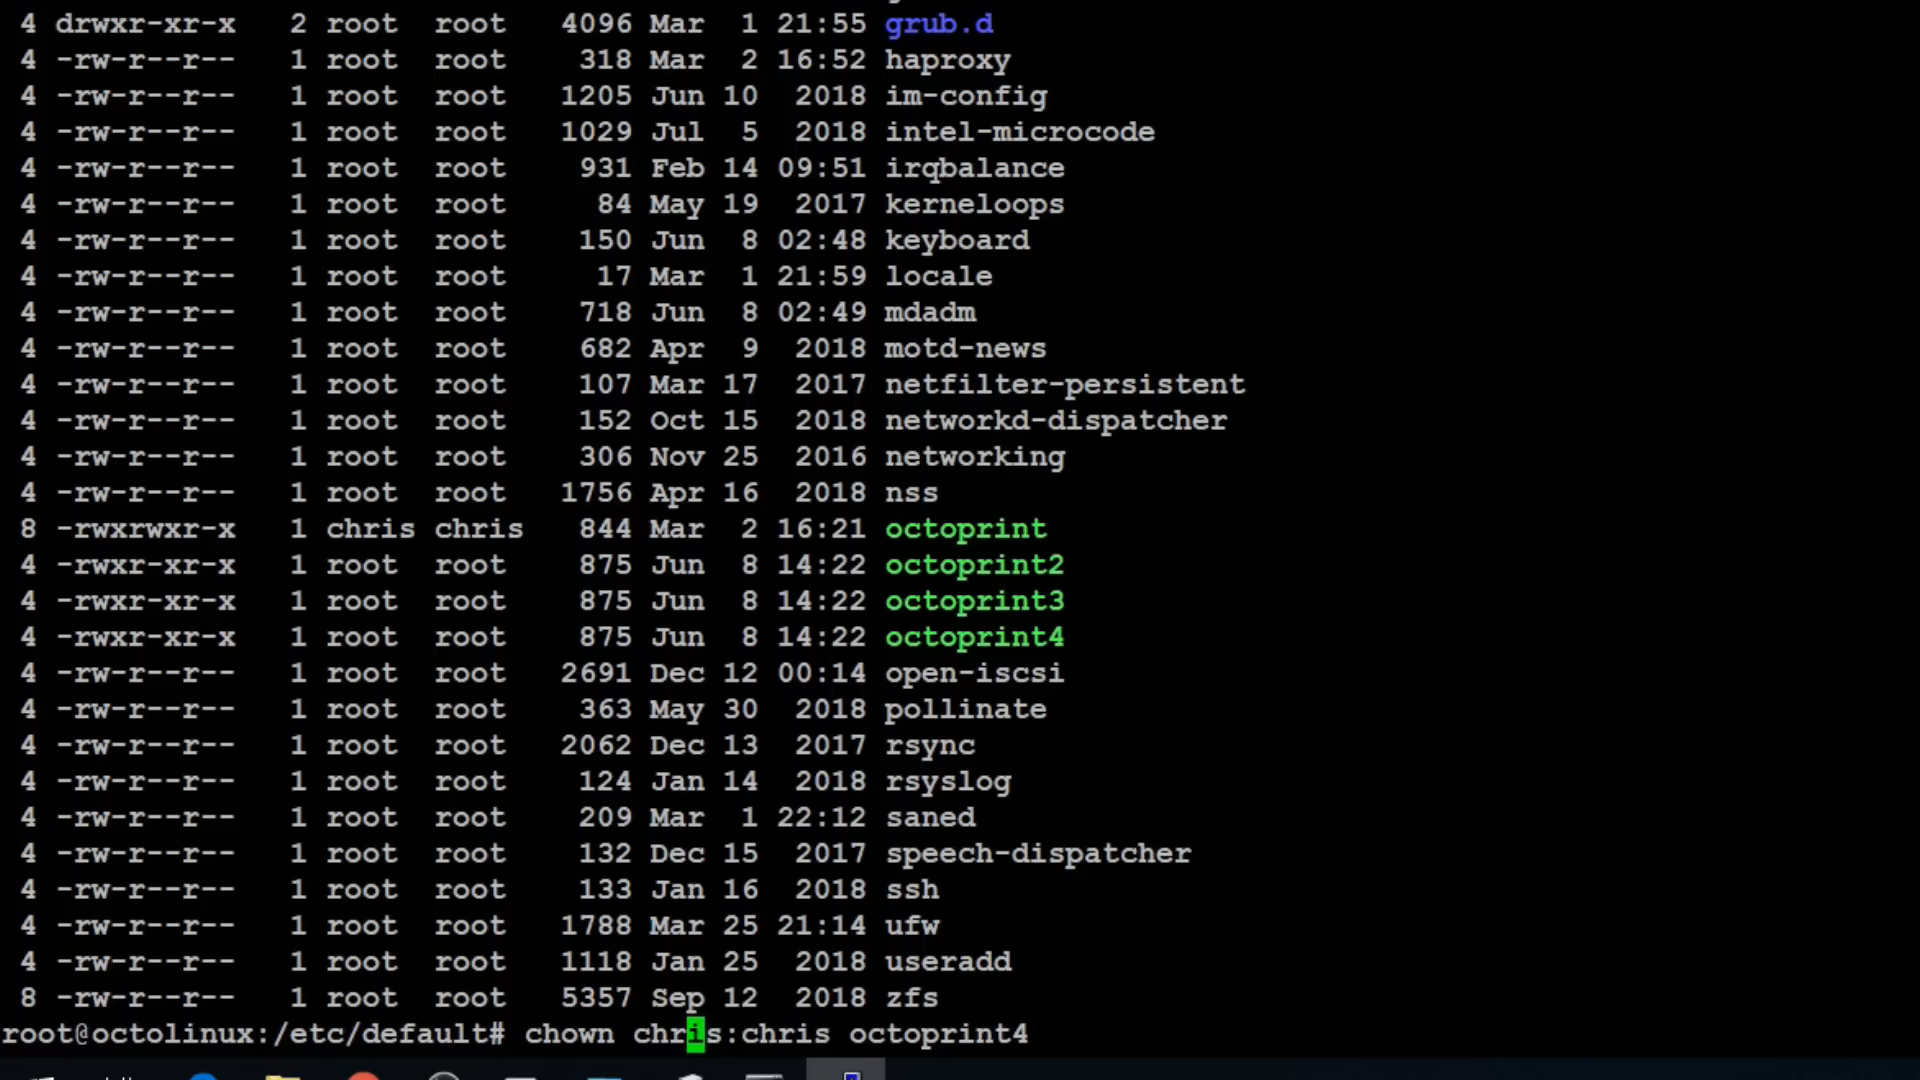 4 drwxr-xr-x 2 root root 4096 Mar 1 21:55 grub.d
4 -rw-r--r-- 1 root root 318 Mar 2 16:52 haproxy
4 -rw-r--r-- 1 root root 1205 Jun 10 2018 im-config
4 -rw-r--r-- 1 root root 1029 Jul 5 2018 intel-microcode
4 -rw-r--r-- 1 root root 931 Feb 14 09:51 irqbalance
4 -rw-r--r-- 1 root root 84 May 19 2017 kerneloops
4 -rw-r--r-- 1 root root 150 Jun 8 02:48 keyboard
4 -rw-r--r-- 1 root root 17 Mar 1 21:59 locale
4 -rw-r--r-- 1 root root 718 Jun 8 02:49 mdadm
4 -rw-r--r-- 1 root root 682 Apr 9 2018 motd-news
4 -rw-r--r-- 1 root root 107 Mar 17 2017 netfilter-persistent
4 -rw-r--r-- 1 root root 152 Oct 15 2018 networkd-dispatcher
4 -rw-r--r-- 1 root root 306 Nov 25 2016 networking
4 -rw-r--r-- 1 root root 1756 Apr 16 2018 nss
8 -rwxrwxr-x 1 chris chris 844 Mar 2 16:21 octoprint
4 -rwxr-xr-x 1 root root 875 Jun 8 14:22 octoprint2
4 -rwxr-xr-x 1 root root 875 Jun 8 14:22 octoprint3
4 -rwxr-xr-x 1 root root 875 Jun 8 14:22 octoprint4
4 -rw-r--r-- 1 root root 2691 Dec 12 00:14 open-iscsi
4 -rw-r--r-- 1 root root 363 May 30 2018 pollinate
4 -rw-r--r-- 1 root root 2062 Dec 13 2017 rsync
4 -rw-r--r-- 1 root root 124 Jan 14 2018 rsyslog
4 -rw-r--r-- 1 root root 209 Mar 1 22:12 saned
4 -rw-r--r-- 1 root root 132 Dec 15 2017 speech-dispatcher
4 -rw-r--r-- 1 root root 133 Jan 16 2018 ssh
4 -rw-r--r-- 1 root root 1788 Mar 25 21:14 ufw
4 -rw-r--r-- 1 root root 1118 Jan 25 2018 useradd
8 -rw-r--r-- 1 root root 5357 Sep 12 2018 zfs
root@octolinux:/etc/default# chown chris:chris octoprint4